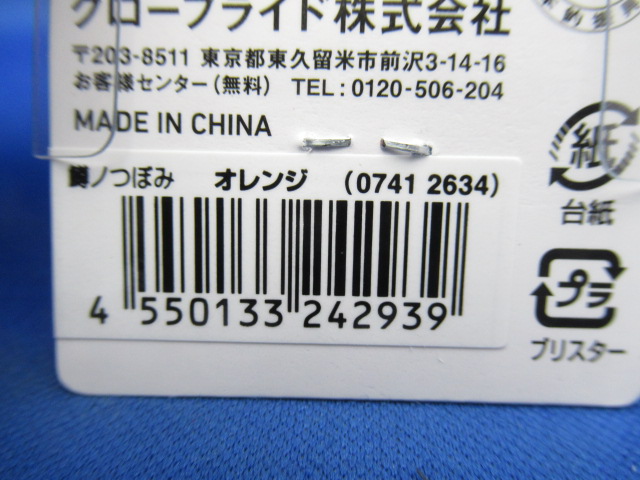 グローブライド株式会社
〒203-8511 東京都東久留米市前沢3-14-16
お客様センター(無料) TEL:0120-506-204
MADE IN CHINA
ノつぼみ オレンジ (0741 2634)
4 550133 242939
紙
台紙
プラ
ブリスター